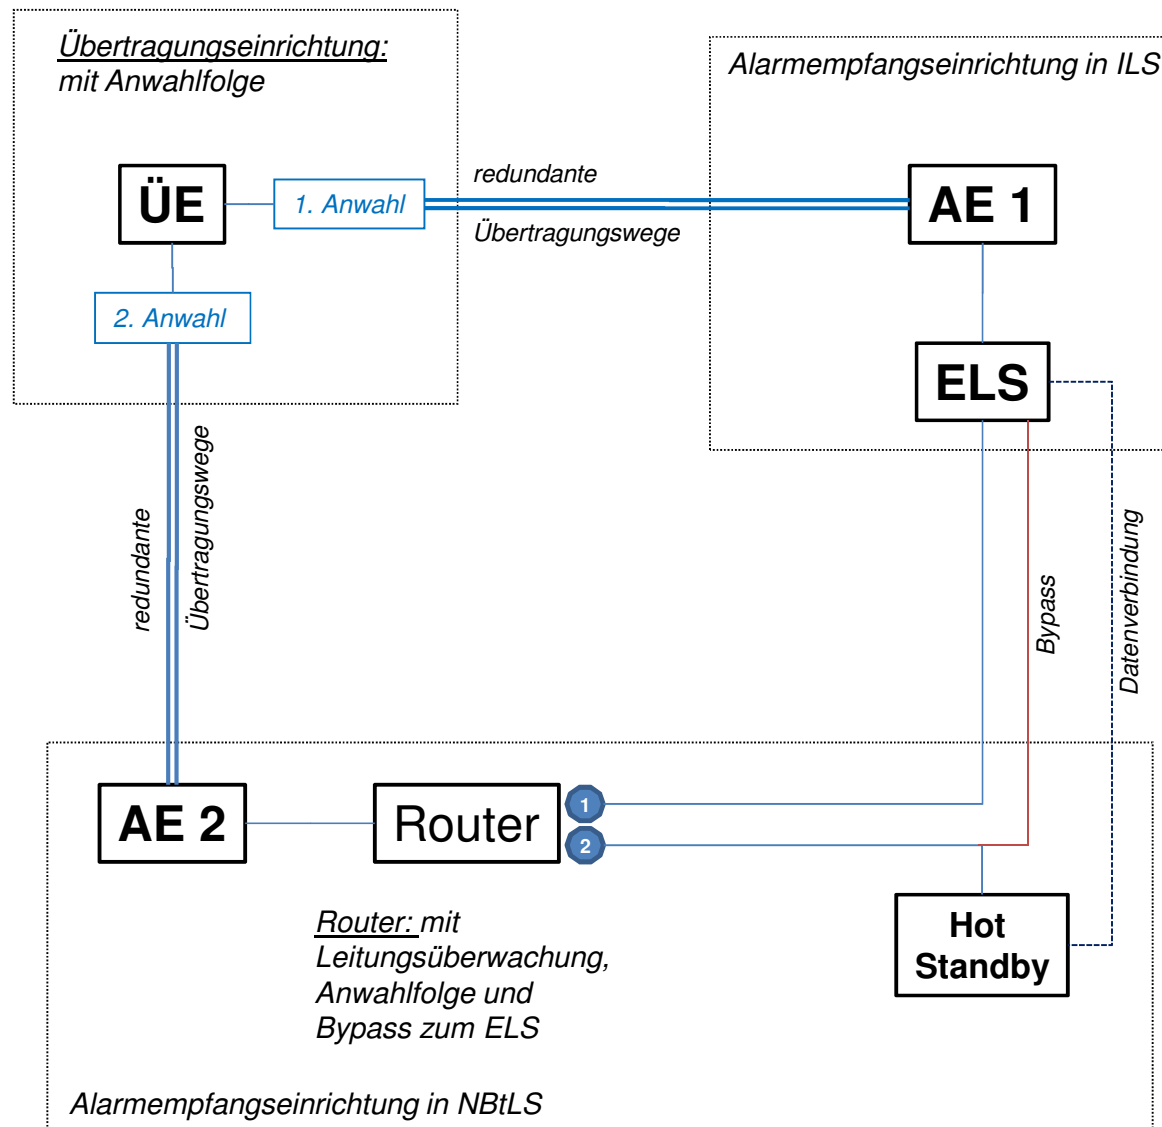 Übertragungseinrichtung:
mit Anwahlfolge
Alarmempfangseinrichtung in ILS
ÜE
1. Anwahl
redundante
Übertragungswege
AE 1
2. Anwahl
ELS
redundante
Übertragungswege
Bypass
Datenverbindung
AE 2
Router
1
2
Hot
Standby
Router: mit
Leitungsüberwachung,
Anwahlfolge und
Bypass zum ELS
Alarmempfangseinrichtung in NBtLS